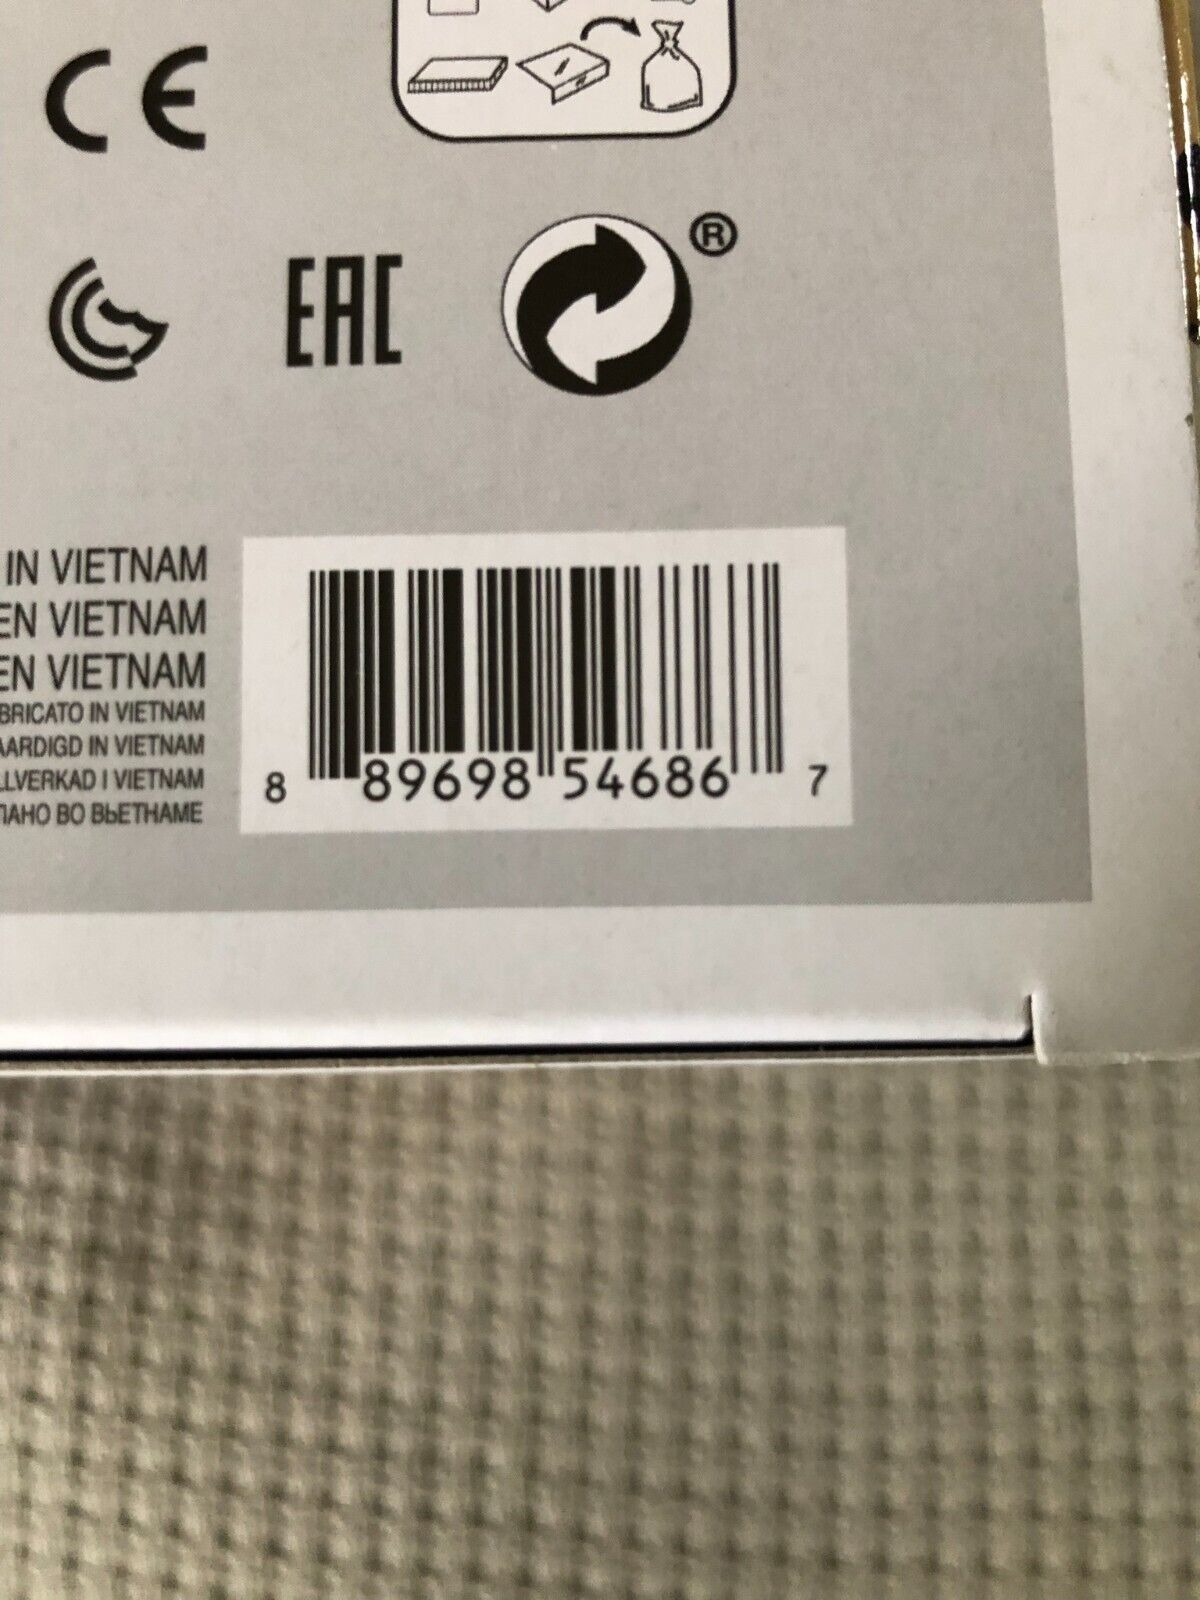 CE
EAC
®
IN VIETNAM
EN VIETNAM
EN VIETNAM
BRICATO IN VIETNAM
AARDIGD IN VIETNAM
LLVERKAD I VIETNAM
ЛАНО ВО ВЬЕТНАМЕ
8 89698 54686 7